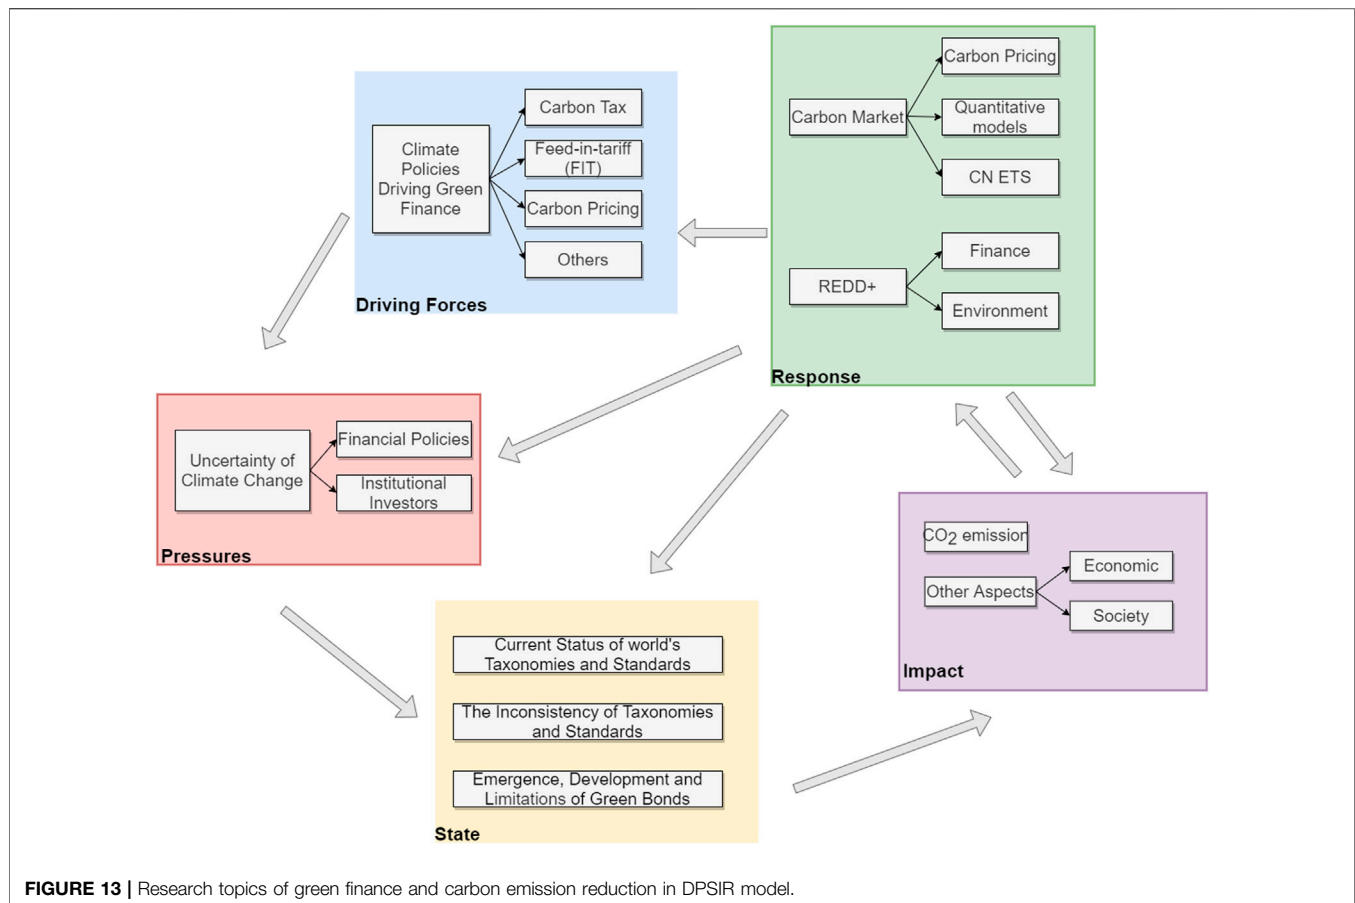 Climate
Policies
Driving Green
Finance
Carbon Tax
Feed-in-tariff
(FIT)
Carbon Pricing
Others
Driving Forces
Carbon Market
Carbon Pricing
Quantitative
models
CN ETS
REDD+
Finance
Environment
Response
Uncertainty of
Climate Change
Financial Policies
Institutional
Investors
Pressures
CO2 emission
Other Aspects
Economic
Society
Impact
Current Status of world's
Taxonomies and Standards
The Inconsistency of Taxonomies
and Standards
Emergence, Development and
Limitations of Green Bonds
State
FIGURE 13 | Research topics of green finance and carbon emission reduction in DPSIR model.